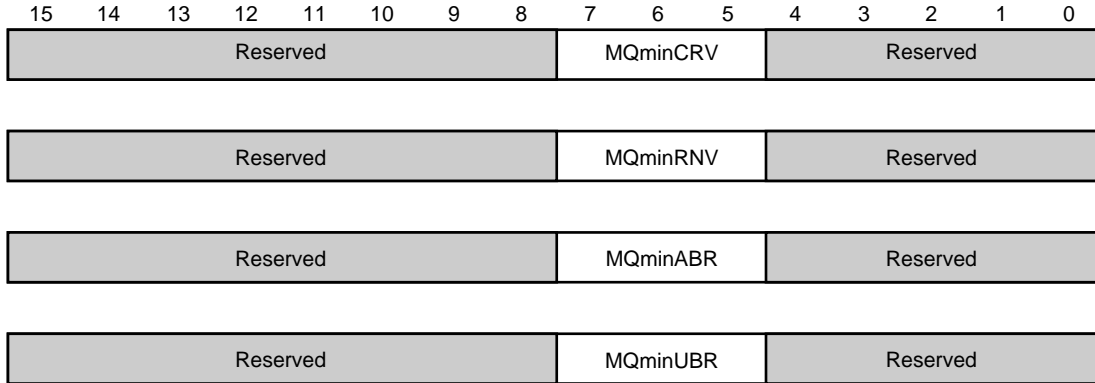 15 14 13 12 11 10 9 8 7 6 5 4 3 2 1 0
Reserved MQminCRV Reserved
Reserved MQminRNV Reserved
Reserved MQminABR Reserved
Reserved MQminUBR Reserved